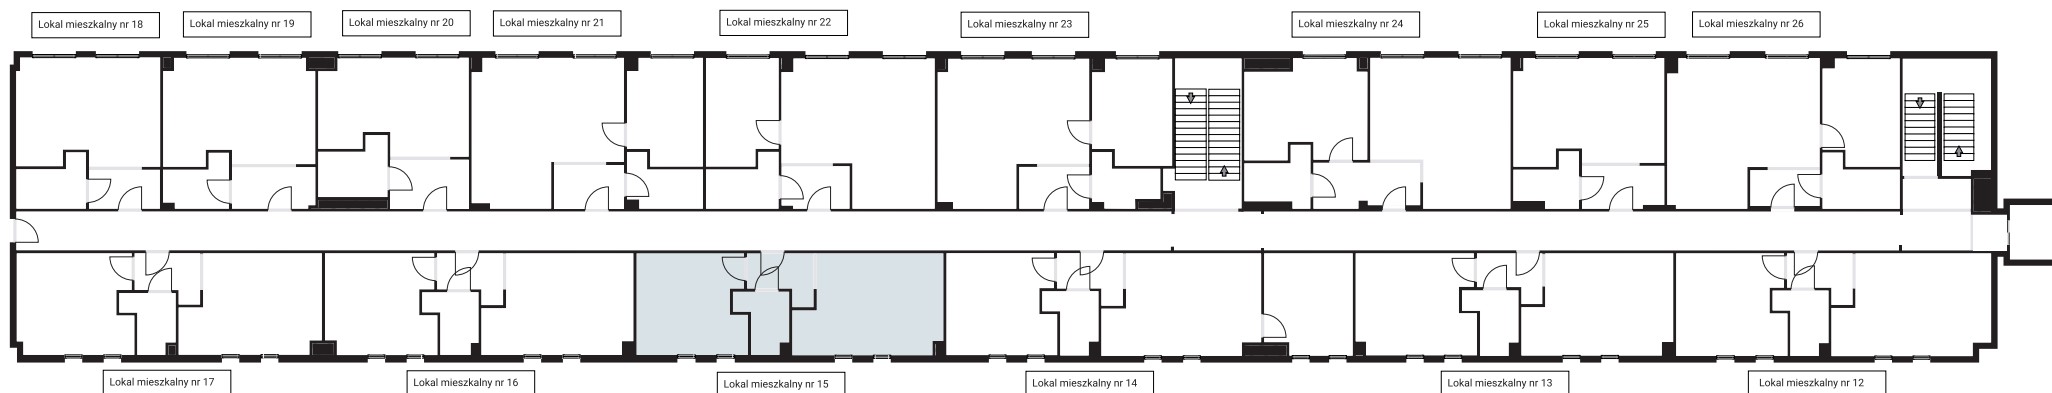 Lokal mieszkalny nr 18
Lokal mieszkalny nr 19
Lokal mieszkalny nr 20
Lokal mieszkalny nr 21
Lokal mieszkalny nr 22
Lokal mieszkalny nr 23
Lokal mieszkalny nr 24
Lokal mieszkalny nr 25
Lokal mieszkalny nr 26
Lokal mieszkalny nr 17
Lokal mieszkalny nr 16
Lokal mieszkalny nr 15
Lokal mieszkalny nr 14
Lokal mieszkalny nr 13
Lokal mieszkalny nr 12